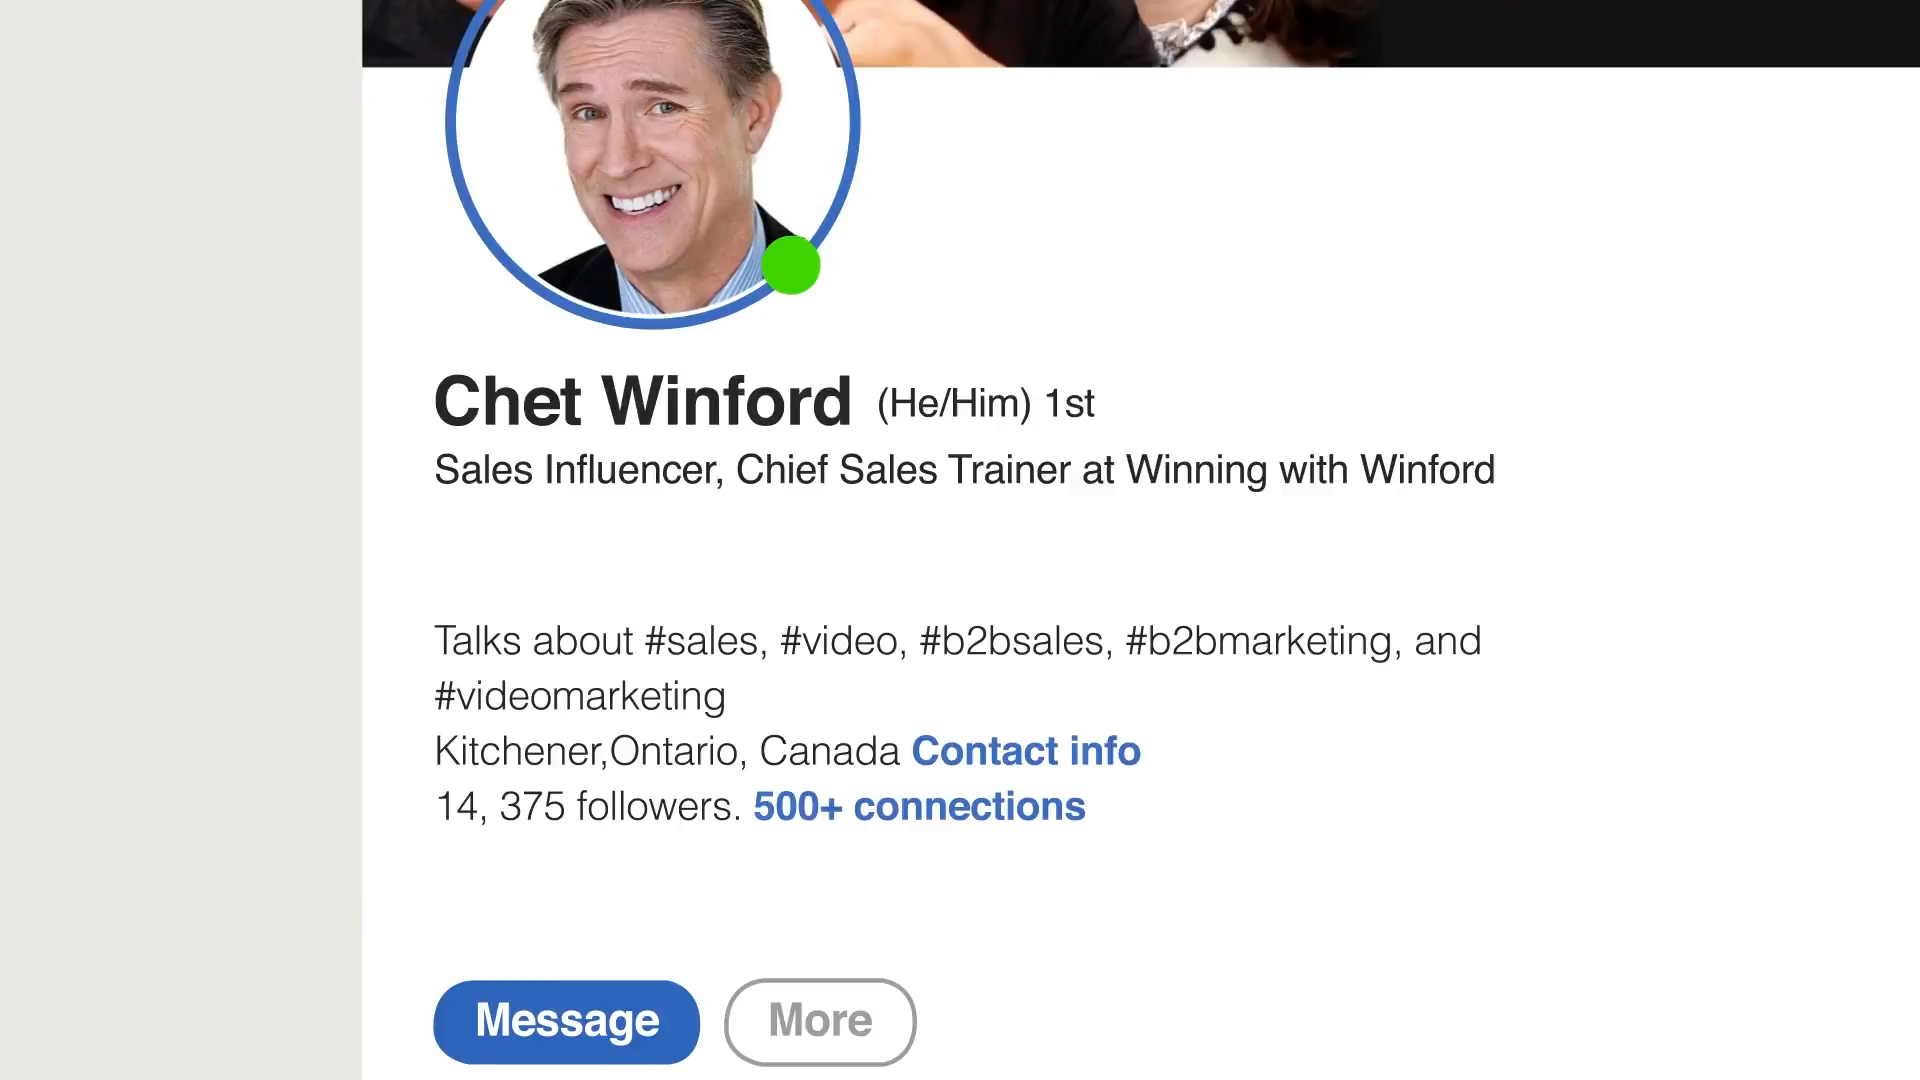 Chet Winford (He/Him) 1st
Sales Influencer, Chief Sales Trainer at Winning with Winford
Talks about #sales, #video, #b2bsales, #b2bmarketing, and
#videomarketing
Kitchener,Ontario, Canada Contact info
14, 375 followers. 500+ connections
Message More